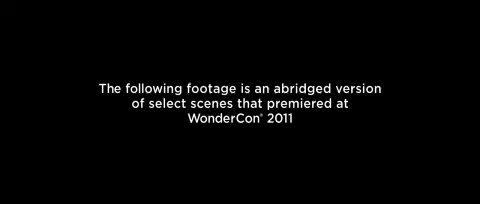 The following footage is an abridged version
of select scenes that premiered at
WonderCon® 2011